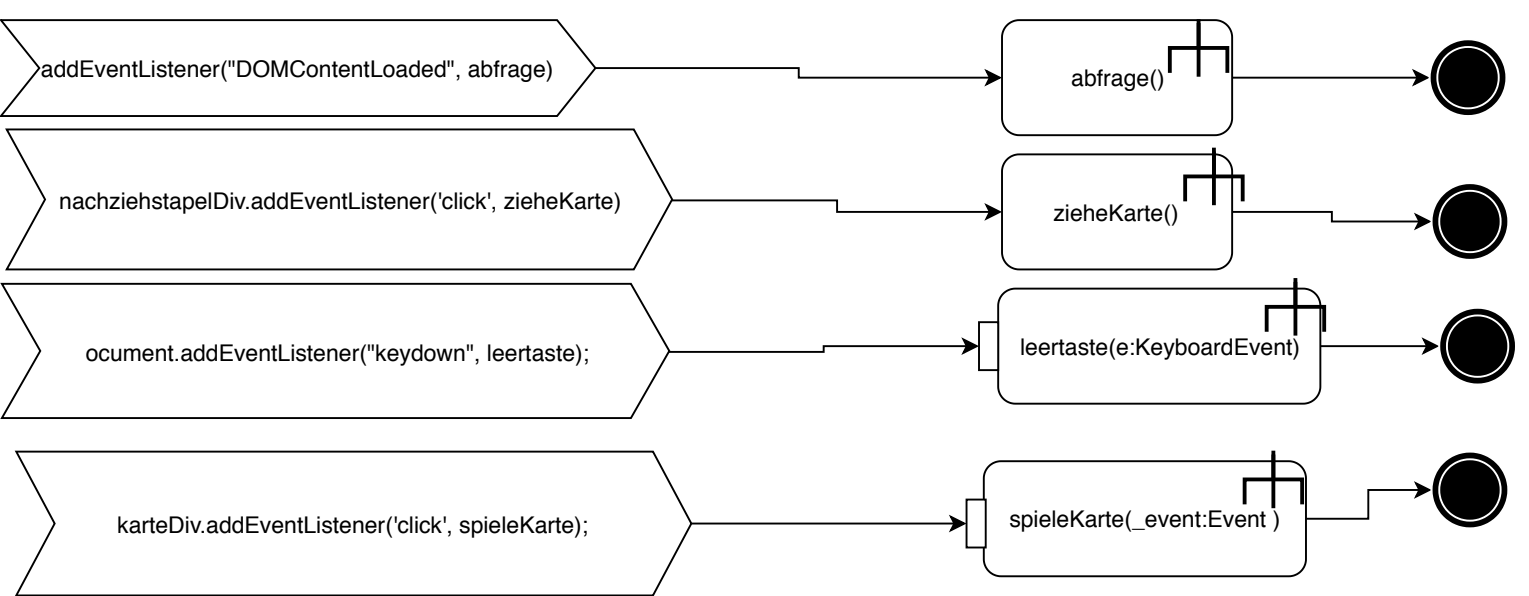 addEventListener("DOMContentLoaded", abfrage)
abfrage()
nachziehstapelDiv.addEventListener('click', zieheKarte)
zieheKarte()
ocument.addEventListener("keydown", leertaste);
leertaste(e:KeyboardEvent)
karteDiv.addEventListener('click', spieleKarte);
spieleKarte(_event:Event )